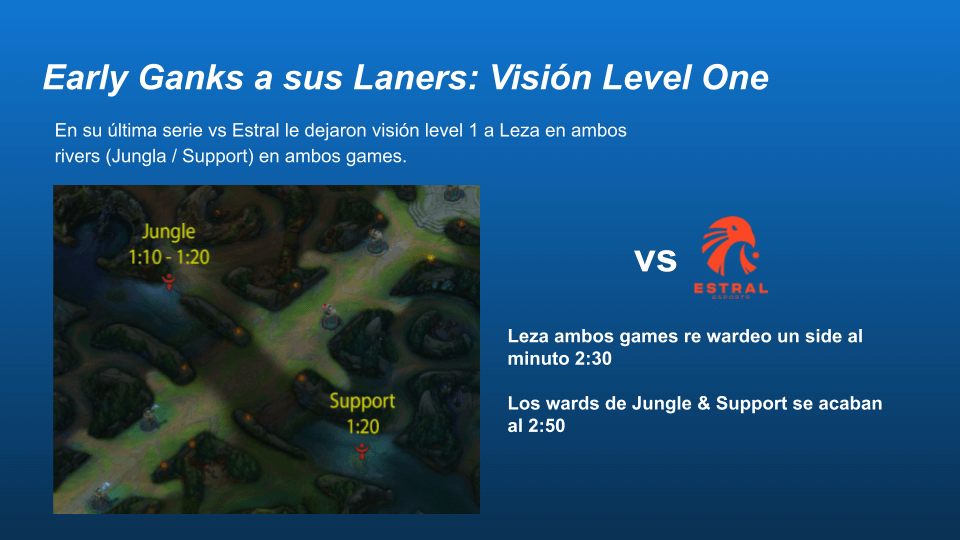 Early Ganks a sus Laners: Visión Level One
En su última serie vs Estral le dejaron visión level 1 a Leza en ambos
rivers (Jungla / Support) en ambos games.
Jungle
1:10 - 1:20
Support
1:20
vs
ESTRAL
ESPORTS
Leza ambos games re wardeo un side al
minuto 2:30
Los wards de Jungle & Support se acaban
al 2:50